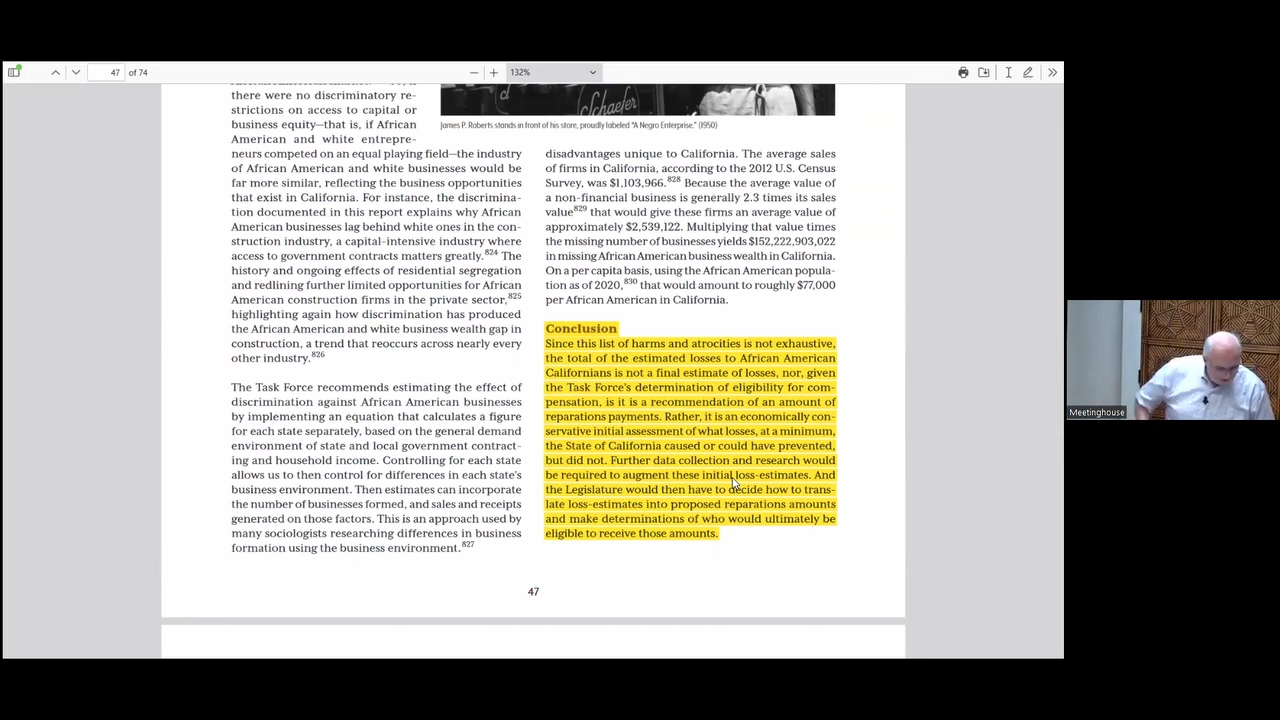 47 of 74
132%
there were no discriminatory re-
strictions on access to capital or
business equity—that is, if African
American and white entrepre-
neurs competed on an equal playing field—the industry
of African American and white businesses would be
far more similar, reflecting the business opportunities
that exist in California. For instance, the discrimina-
tion documented in this report explains why African
American businesses lag behind white ones in the con-
struction industry, a capital-intensive industry where
access to government contracts matters greatly.824 The
history and ongoing effects of residential segregation
and redlining further limited opportunities for African
American construction firms in the private sector,825
highlighting again how discrimination has produced
the African American and white business wealth gap in
construction, a trend that reoccurs across nearly every
other industry.826
The Task Force recommends estimating the effect of
discrimination against African American businesses
by implementing an equation that calculates a figure
for each state separately, based on the general demand
environment of state and local government contract-
ing and household income. Controlling for each state
allows us to then control for differences in each state's
business environment. Then estimates can incorporate
the number of businesses formed, and sales and receipts
generated on those factors. This is an approach used by
many sociologists researching differences in business
formation using the business environment.827
Schaefer
James P. Roberts stands in front of his store, proudly labeled "A Negro Enterprise." (1950)
disadvantages unique to California. The average sales
of firms in California, according to the 2012 U.S. Census
Survey, was $1,103,966.828 Because the average value of
a non-financial business is generally 2.3 times its sales
value829 that would give these firms an average value of
approximately $2,539,122. Multiplying that value times
the missing number of businesses yields $152,222,903,022
in missing African American business wealth in California.
On a per capita basis, using the African American popula-
tion as of 2020,830 that would amount to roughly $77,000
per African American in California.
Conclusion
Since this list of harms and atrocities is not exhaustive,
the total of the estimated losses to African American
Californians is not a final estimate of losses, nor, given
the Task Force's determination of eligibility for com-
pensation, is it a recommendation of an amount of
reparations payments. Rather, it is an economically con-
servative initial assessment of what losses, at a minimum,
the State of California caused or could have prevented,
but did not. Further data collection and research would
be required to augment these initial loss-estimates. And
the Legislature would then have to decide how to trans-
late loss-estimates into proposed reparations amounts
and make determinations of who would ultimately be
eligible to receive those amounts.
47
Meetinghouse